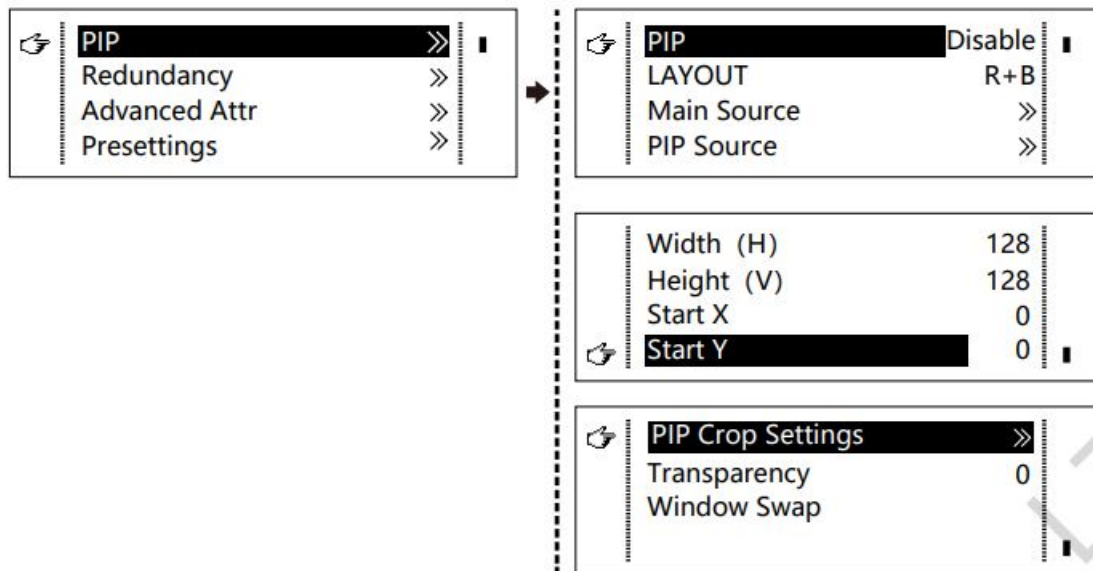 PIP »
Redundancy »
Advanced Attr »
Presettings »
PIP Disable
LAYOUT R+B
Main Source »
PIP Source »
Width (H) 128
Height (V) 128
Start X 0
Start Y 0
PIP Crop Settings »
Transparency 0
Window Swap